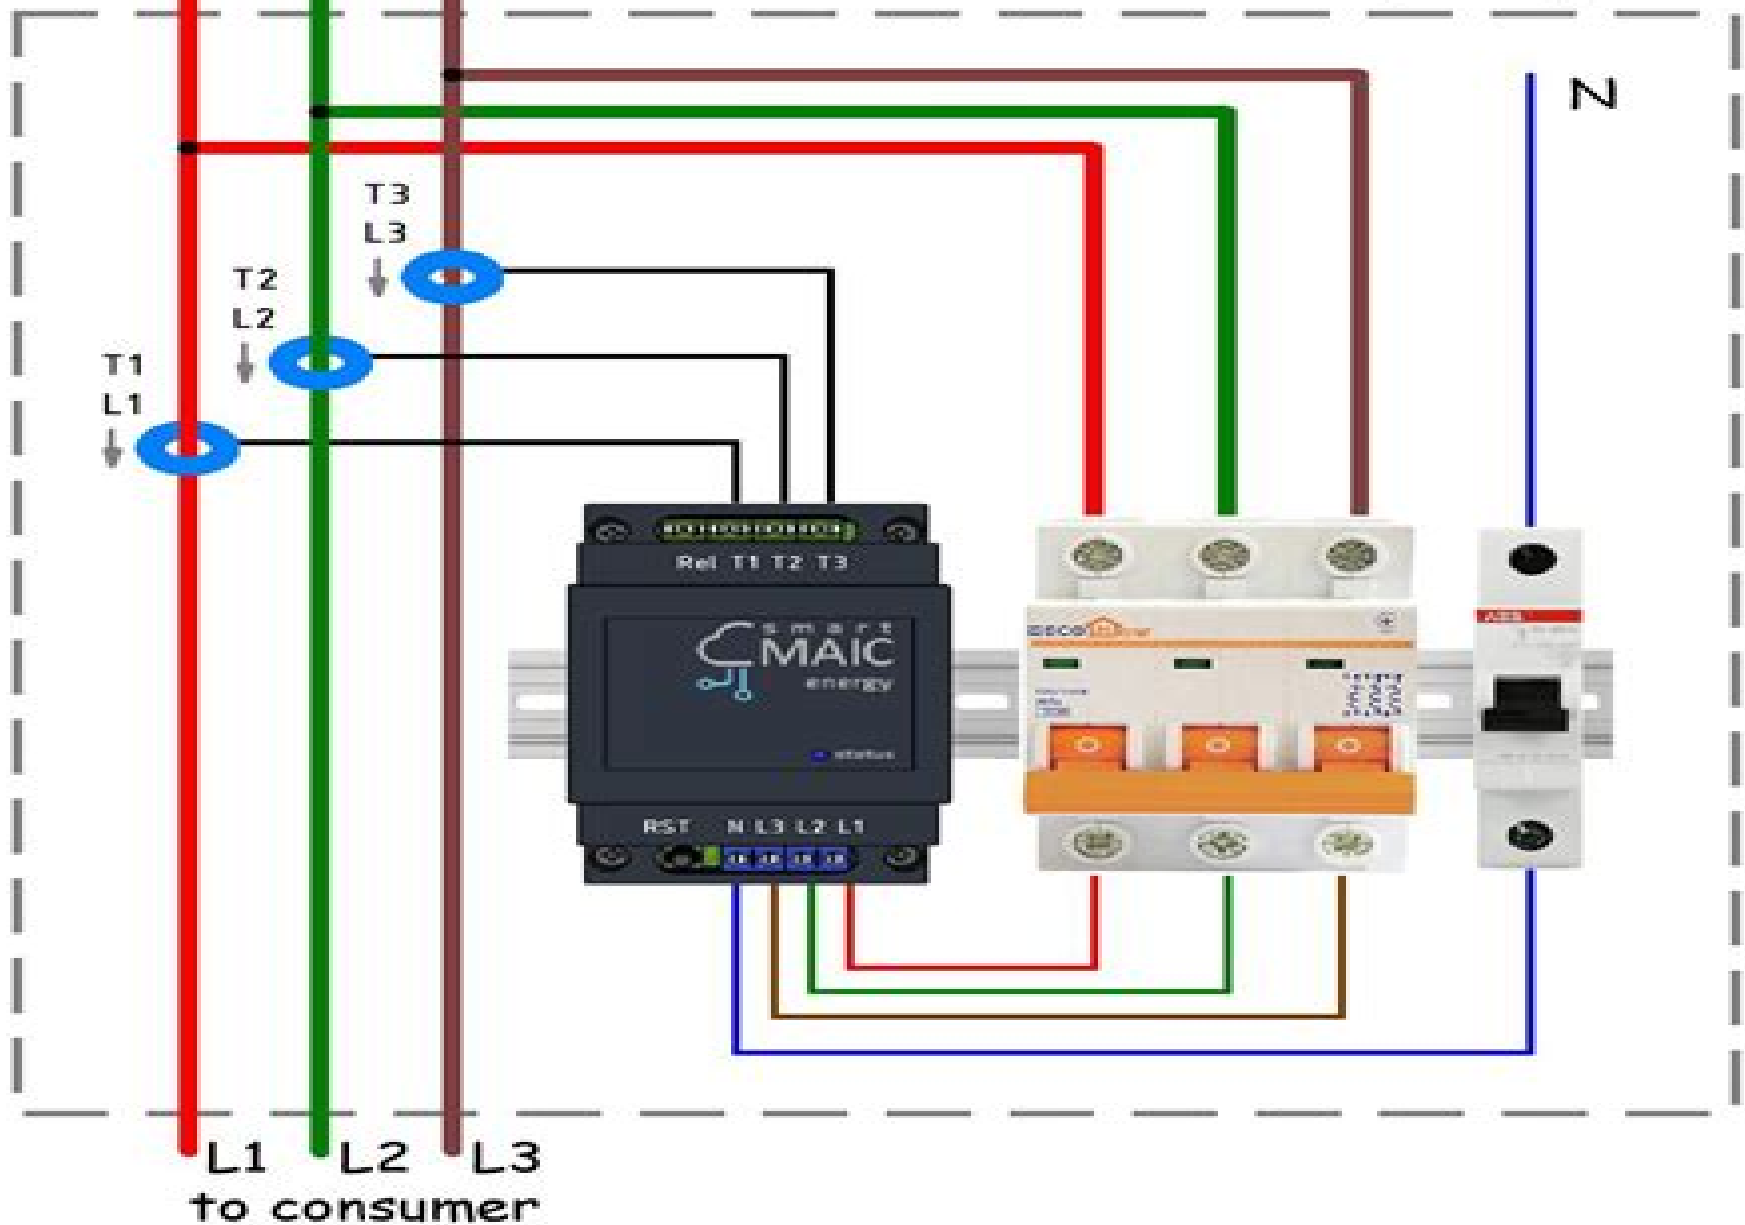 N
T3
L3
T2
L2
T1
L1
Rel T1 T2 T3
smart
MAIC
energy
status
RST N L3 L2 L1
ABB
L1 L2 L3
to consumer